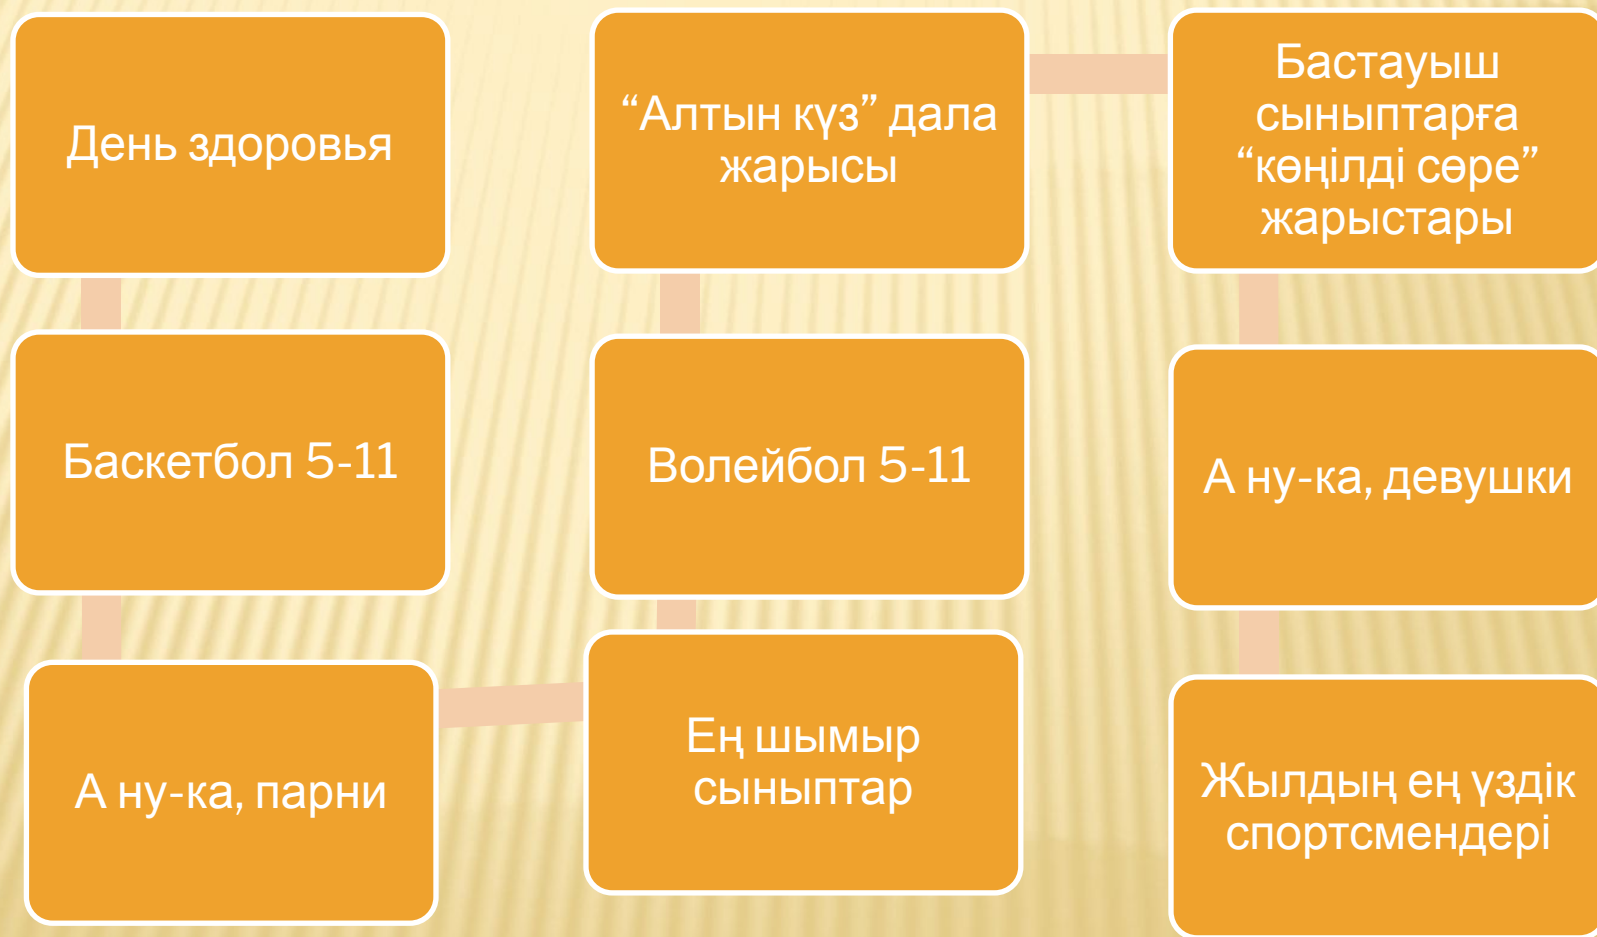 День здоровья
Баскетбол 5-11
А ну-ка, парни
Ең шымыр
сыныптар
Волейбол 5-11
“Алтын күз” дала
жарысы
Бастауыш
сыныптарға
“көңілді сөре”
жарыстары
А ну-ка, девушки
Жылдың ең үздік
спортсмендері